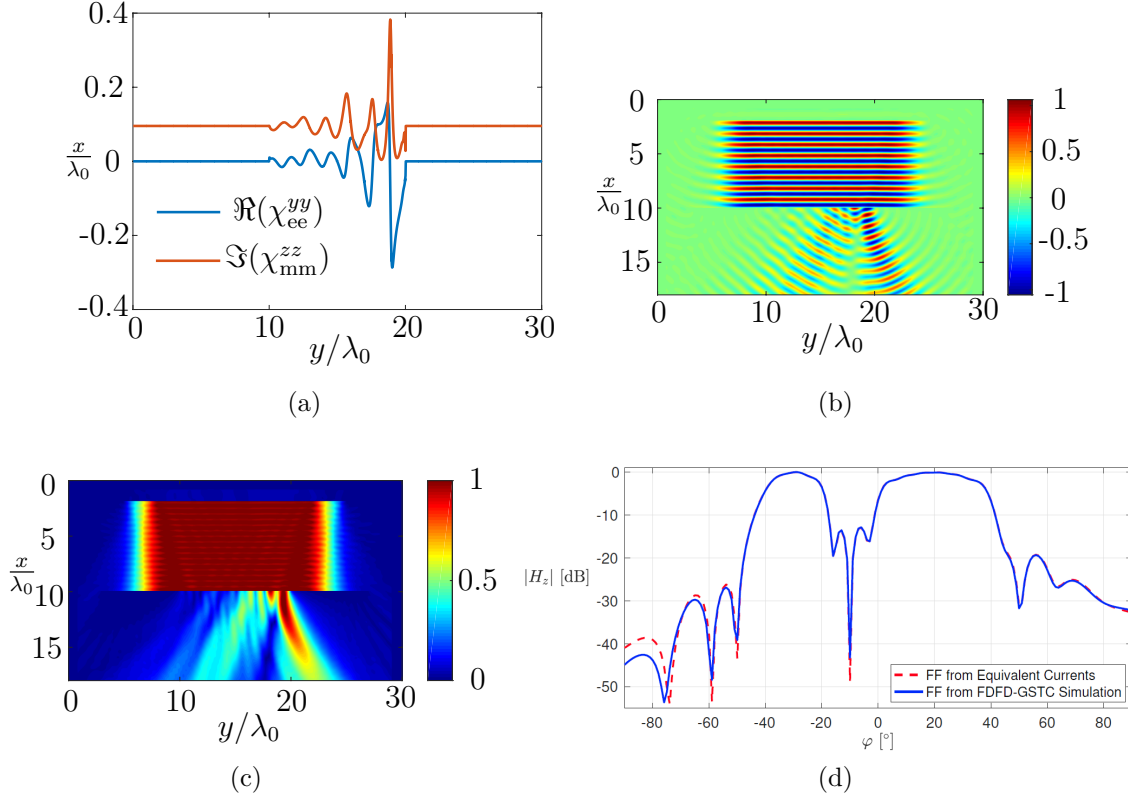 0.4
0.2
0
-0.2
-0.4
x/λ0
ℜ(χ_ee^yy)
ℑ(χ_mm^zz)
0 10 20 30
y/λ0
(a)
0
5
10
15
x/λ0
0 10 20 30
y/λ0
1
0.5
0
-0.5
-1
(b)
0
5
10
15
x/λ0
0 10 20 30
y/λ0
1
0.5
0
(c)
|Hz| [dB]
0
-10
-20
-30
-40
-50
-80 -60 -40 -20 0 20 40 60 80
φ [°]
FF from Equivalent Currents
FF from FDFD-GSTC Simulation
(d)